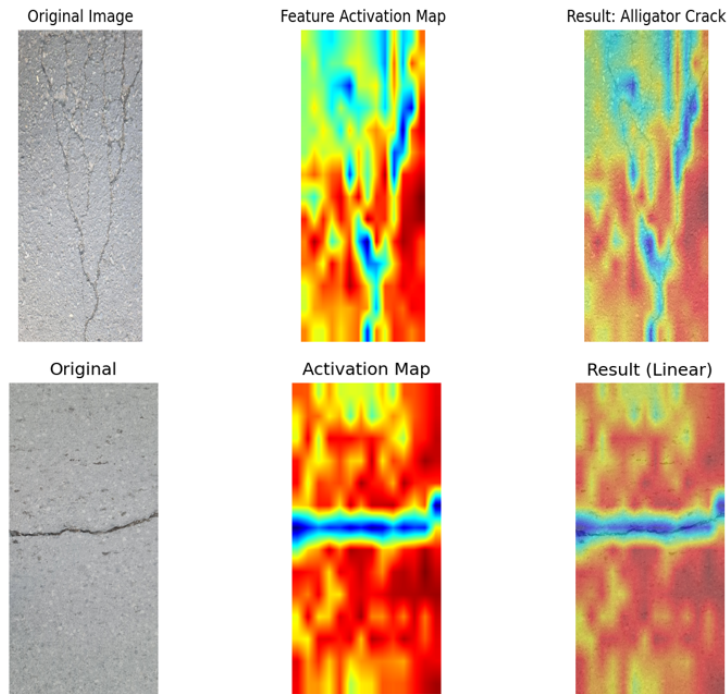 Original Image
Feature Activation Map
Result: Alligator Crack
Original
Activation Map
Result (Linear)